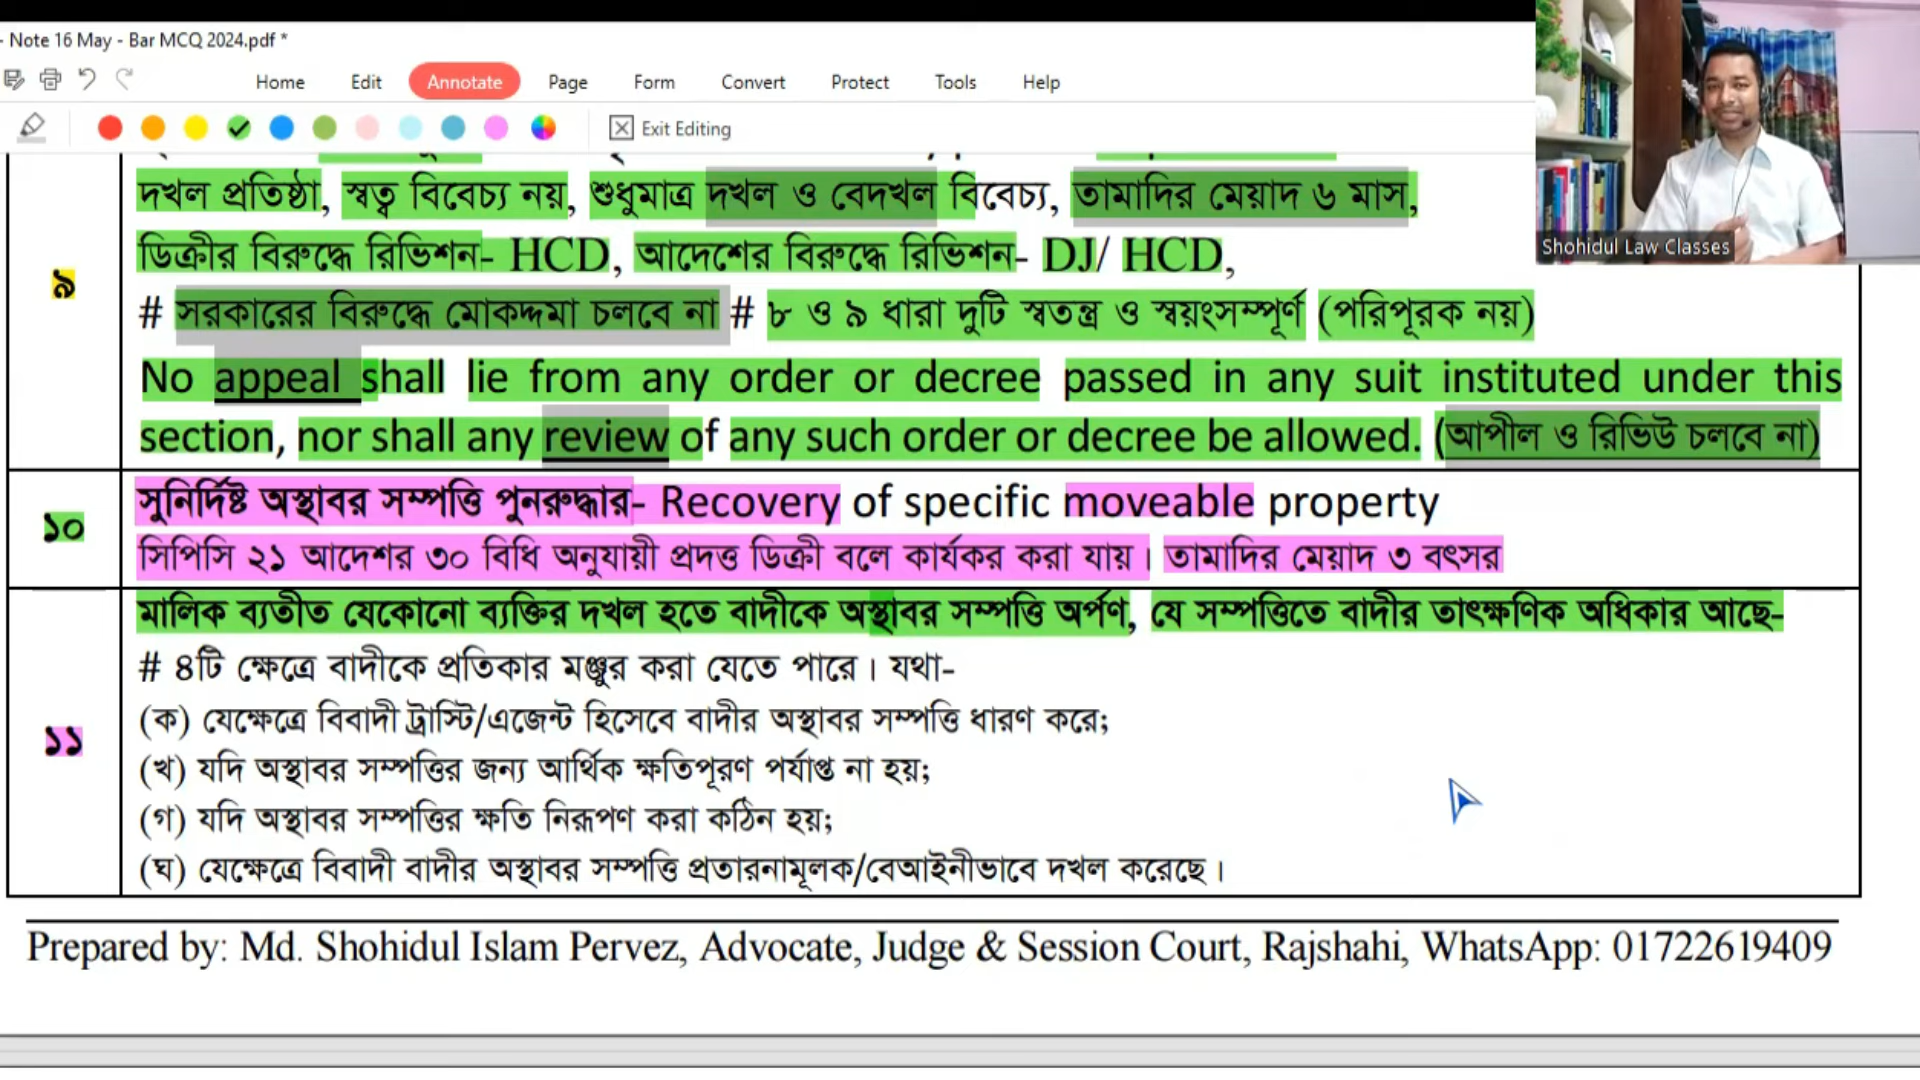 - Note 16 May - Bar MCQ 2024.pdf *
Home Edit Annotate Page Form Convert Protect Tools Help
Exit Editing
Shohidul Law Classes
দখল প্রতিষ্ঠা, স্বত্ব বিবেচ্য নয়, শুধুমাত্র দখল ও বেদখল বিবেচ্য, তামাদির মেয়াদ ৬ মাস,
৯
ডিক্রীর বিরুদ্ধে রিভিশন- HCD, আদেশের বিরুদ্ধে রিভিশন- DJ/ HCD,
# সরকারের বিরুদ্ধে মোকদ্দমা চলবে না # ৮ ও ৯ ধারা দুটি স্বতন্ত্র ও স্বয়ংসম্পূর্ণ (পরিপূরক নয়)
No appeal shall lie from any order or decree passed in any suit instituted under this
section, nor shall any review of any such order or decree be allowed. (আপীল ও রিভিউ চলবে না)
১০
সুনির্দিষ্ট অস্থাবর সম্পত্তি পুনরুদ্ধার- Recovery of specific moveable property
সিপিসি ২১ আদেশর ৩০ বিধি অনুযায়ী প্রদত্ত ডিক্রী বলে কার্যকর করা যায়। তামাদির মেয়াদ ৩ বৎসর
১১
মালিক ব্যতীত যেকোনো ব্যক্তির দখল হতে বাদীকে অস্থাবর সম্পত্তি অর্পণ, যে সম্পত্তিতে বাদীর তাৎক্ষণিক অধিকার আছে-
# ৪টি ক্ষেত্রে বাদীকে প্রতিকার মঞ্জুর করা যেতে পারে। যথা-
(ক) যেক্ষেত্রে বিবাদী ট্রাস্টি/এজেন্ট হিসেবে বাদীর অস্থাবর সম্পত্তি ধারণ করে;
(খ) যদি অস্থাবর সম্পত্তির জন্য আর্থিক ক্ষতিপূরণ পর্যাপ্ত না হয়;
(গ) যদি অস্থাবর সম্পত্তির ক্ষতি নিরূপণ করা কঠিন হয়;
(ঘ) যেক্ষেত্রে বিবাদী বাদীর অস্থাবর সম্পত্তি প্রতারনামূলক/বেআইনীভাবে দখল করেছে।
Prepared by: Md. Shohidul Islam Pervez, Advocate, Judge & Session Court, Rajshahi, WhatsApp: 01722619409